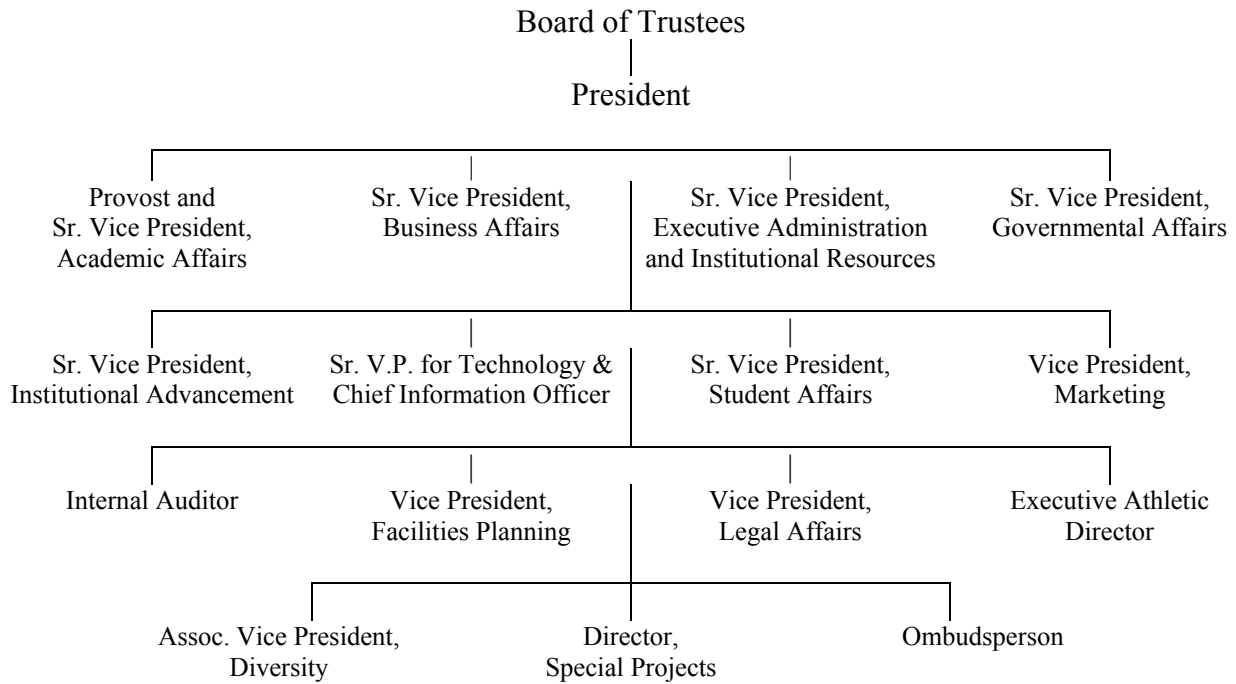 Board of Trustees
President
Provost and
Sr. Vice President,
Academic Affairs
Sr. Vice President,
Business Affairs
Sr. Vice President,
Executive Administration
and Institutional Resources
Sr. Vice President,
Governmental Affairs
Sr. Vice President,
Institutional Advancement
Sr. V.P. for Technology &
Chief Information Officer
Sr. Vice President,
Student Affairs
Vice President,
Marketing
Internal Auditor
Vice President,
Facilities Planning
Vice President,
Legal Affairs
Executive Athletic
Director
Assoc. Vice President,
Diversity
Director,
Special Projects
Ombudsperson